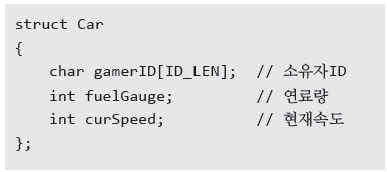 struct Car
{
    char gamerID[ID_LEN];  // 소유자ID
    int fuelGauge;         // 연료량
    int curSpeed;          // 현재속도
};